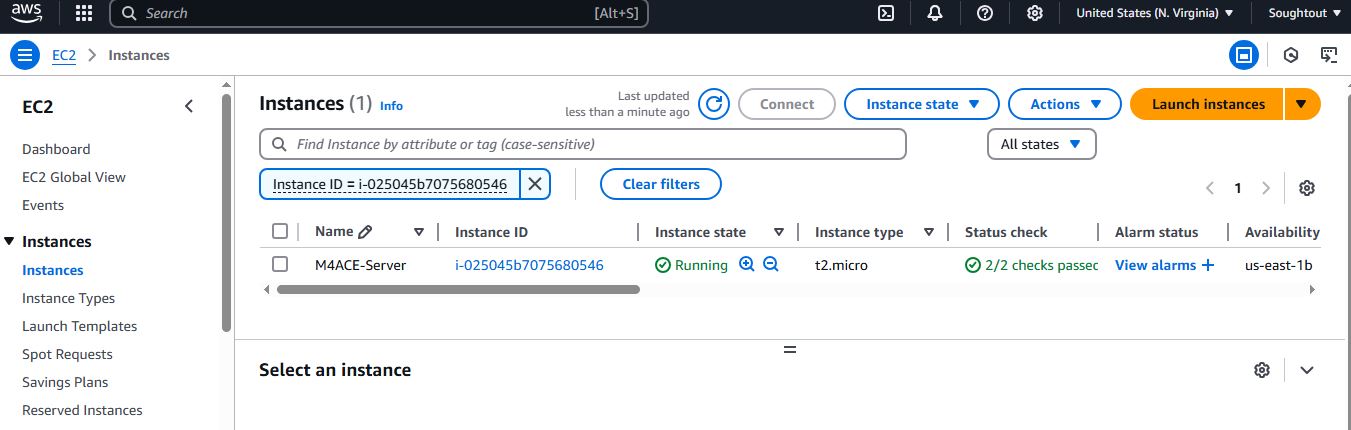 aws
Search [Alt+S]
United States (N. Virginia)
Soughtout
EC2 Instances
EC2
Dashboard
EC2 Global View
Events
Instances
Instances
Instance Types
Launch Templates
Spot Requests
Savings Plans
Reserved Instances
Instances (1) Info
Last updated
less than a minute ago
Connect
Instance state
Actions
Launch instances
Find Instance by attribute or tag (case-sensitive)
All states
Instance ID = i-025045b7075680546
Clear filters
1
Name Instance ID Instance state Instance type Status check Alarm status Availability
M4ACE-Server i-025045b7075680546 Running t2.micro 2/2 checks passed View alarms + us-east-1b
Select an instance